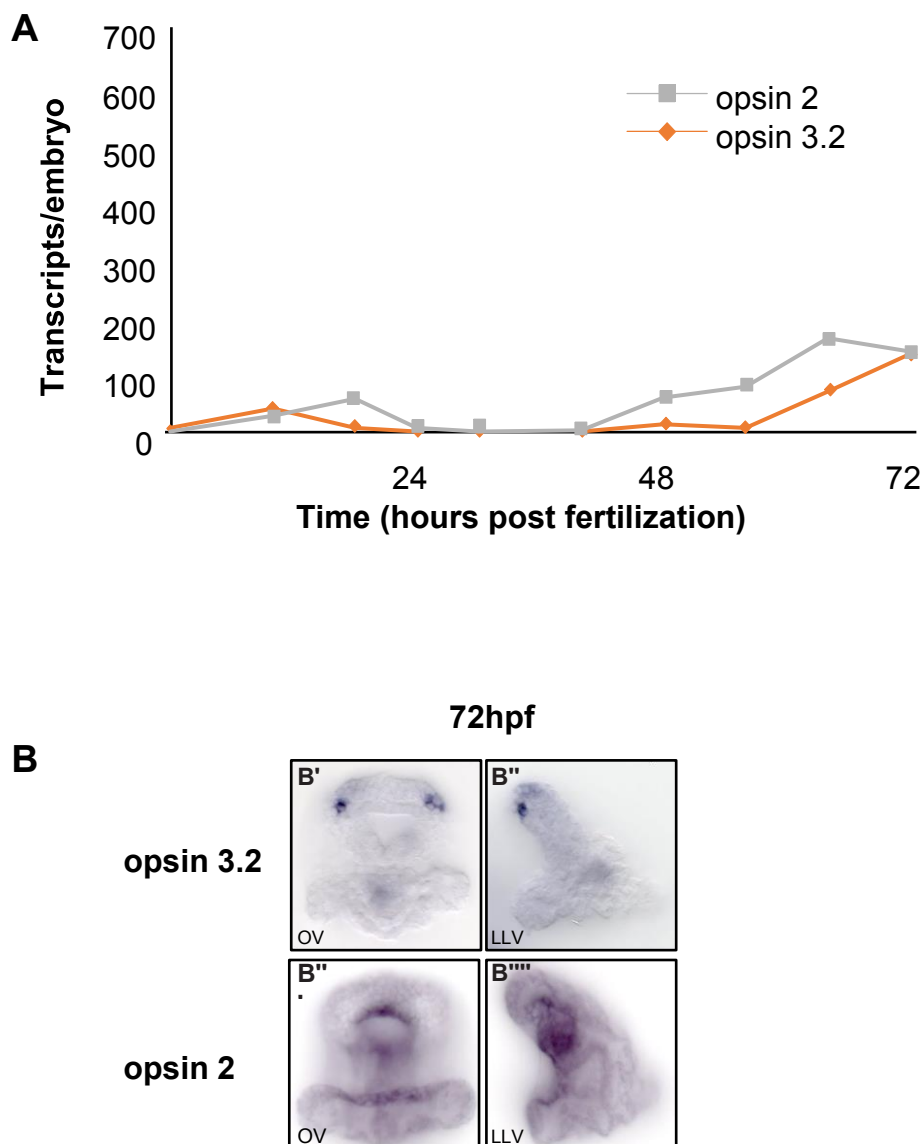 A
700
600
500
400
300
200
100
0
Transcripts/embryo
opsin 2
opsin 3.2
24 48 72
Time (hours post fertilization)
72hpf
B
opsin 3.2
B' B''
OV LLV
opsin 2
B'' B''''
.
OV LLV